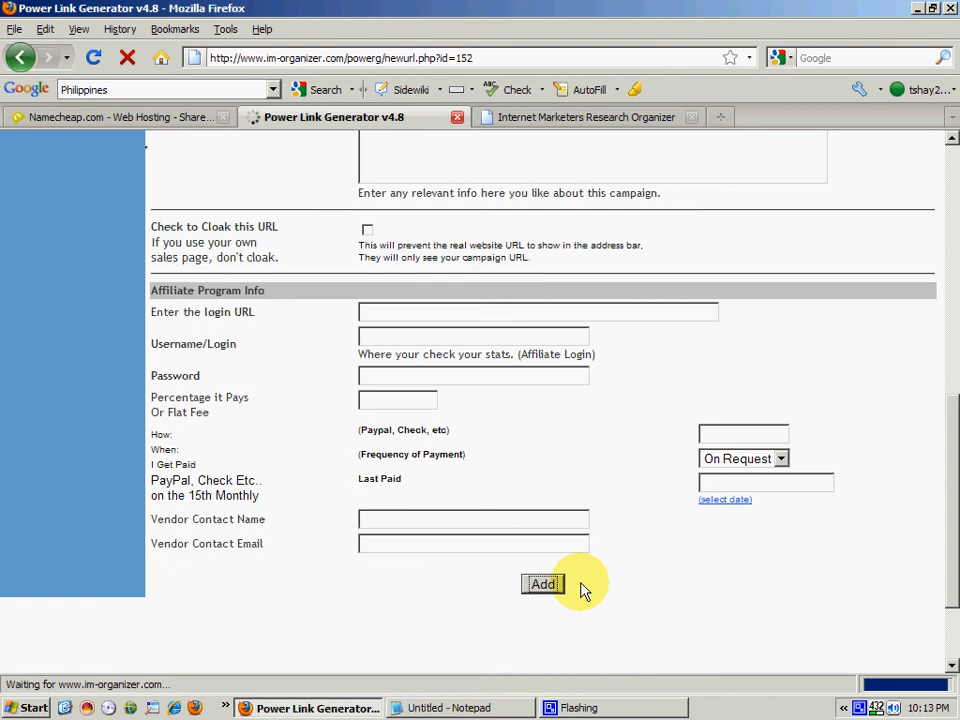 Power Link Generator v4.8 - Mozilla Firefox
File Edit View History Bookmarks Tools Help
http://www.im-organizer.com/powerg/newurl.php?id=152
Google
Google Philippines Search Sidewiki Check AutoFill tshay2...
Namecheap.com - Web Hosting - Share... Power Link Generator v4.8 Internet Marketers Research Organizer
Enter any relevant info here you like about this campaign.
Check to Cloak this URL
If you use your own
sales page, don't cloak.
This will prevent the real website URL to show in the address bar,
They will only see your campaign URL.
Affiliate Program Info
Enter the login URL
Username/Login
Where your check your stats. (Affiliate Login)
Password
Percentage it Pays
Or Flat Fee
How:
(Paypal, Check, etc)
When:
(Frequency of Payment)
On Request
I Get Paid
PayPal, Check Etc..
on the 15th Monthly
Last Paid
(select date)
Vendor Contact Name
Vendor Contact Email
Add
Waiting for www.im-organizer.com...
Start Power Link Generator... Untitled - Notepad Flashing 432 10:13 PM